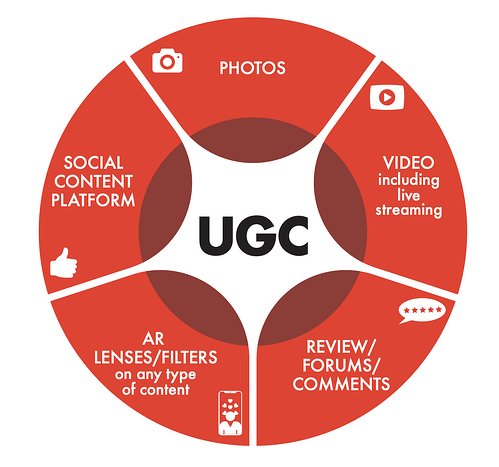 PHOTOS
VIDEO
including
live
streaming
REVIEW/
FORUMS/
COMMENTS
AR
LENSES/FILTERS
on any type
of content
SOCIAL
CONTENT
PLATFORM
UGC